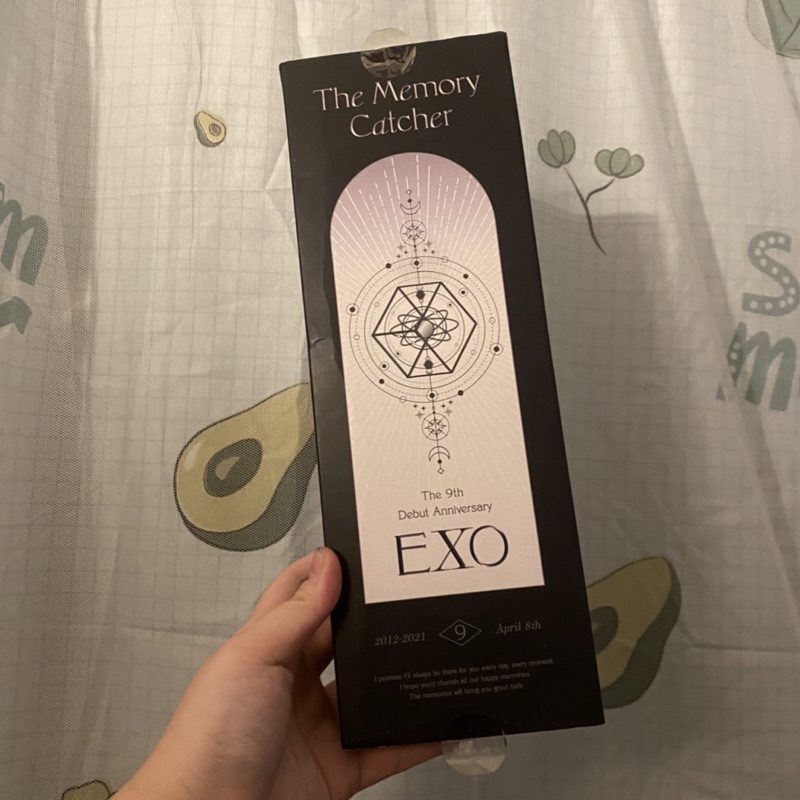 The Memory
Catcher
The 9th
Debut Anniversary
EXO
2012-2021 9 April 8th
I promise I'll always be there for you every day, every moment.
I hope you'd cherish all our happy memories.
The memories will bring you good luck